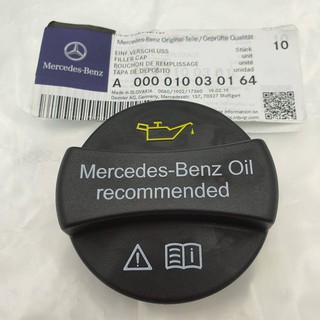 Mercedes-Benz Original-Teile / Geprüfte Qualität
EINF.VERSCHLUSS
FILLER CAP
BOUCHON DE REMPLISSAGE
TAPA DE DEPOSITO
Stück
unit
unité
unidad
10
Mercedes-Benz
A 000 010 03 01 64
Made in SLOVAKIA
Daimler AG, Germany, Mercedesstr. 137, 70327 Stuttgart
Mercedes-Benz Oil
recommended